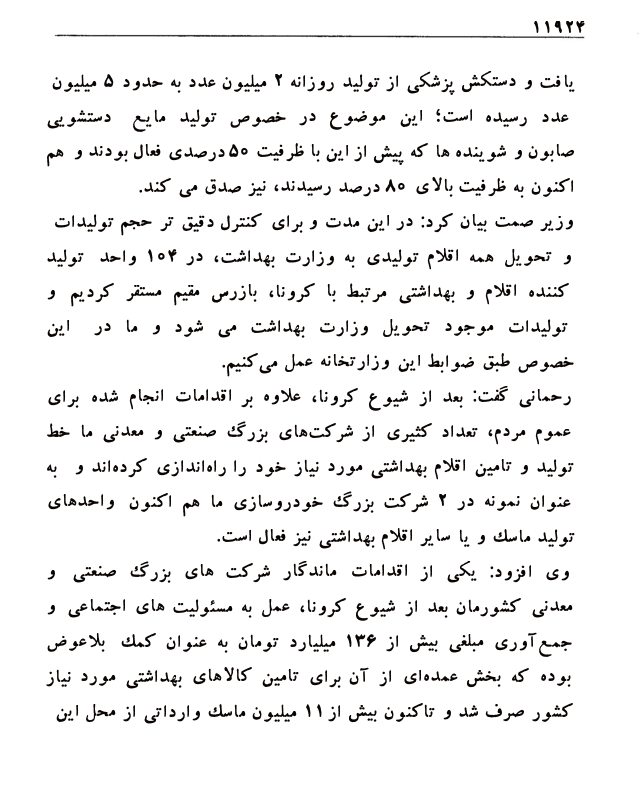 ۱۱۹۲۴
یافت و دستکش پزشکی از تولید روزانه ۲ میلیون عدد به حدود ۵ میلیون
عدد رسیده است؛ این موضوع در خصوص تولید مایع دستشویی
صابون و شوینده ها که پیش از این با ظرفیت ۵۰ درصدی فعال بودند و هم
اکنون به ظرفیت بالای ۸۰ درصد رسیدند، نیز صدق می کند.
وزیر صمت بیان کرد: در این مدت و برای کنترل دقیق تر حجم تولیدات
و تحویل همه اقلام تولیدی به وزارت بهداشت، در ۱۰۴ واحد تولید
کننده اقلام و بهداشتی مرتبط با کرونا، بازرس مقیم مستقر کردیم و
تولیدات موجود تحویل وزارت بهداشت می شود و ما در این
خصوص طبق ضوابط این وزارتخانه عمل می‌کنیم.
رحمانی گفت: بعد از شیوع کرونا، علاوه بر اقدامات انجام شده برای
عموم مردم، تعداد کثیری از شرکت‌های بزرگ صنعتی و معدنی ما خط
تولید و تامین اقلام بهداشتی مورد نیاز خود را راه‌اندازی کرده‌اند و به
عنوان نمونه در ۲ شرکت بزرگ خودروسازی ما هم اکنون واحدهای
تولید ماسک و یا سایر اقلام بهداشتی نیز فعال است.
وی افزود: یکی از اقدامات ماندگار شرکت های بزرگ صنعتی و
معدنی کشورمان بعد از شیوع کرونا، عمل به مسئولیت های اجتماعی و
جمع‌آوری مبلغی بیش از ۱۳۶ میلیارد تومان به عنوان کمک بلاعوض
بوده که بخش عمده‌ای از آن برای تامین کالاهای بهداشتی مورد نیاز
کشور صرف شد و تاکنون بیش از ۱۱ میلیون ماسک وارداتی از محل این